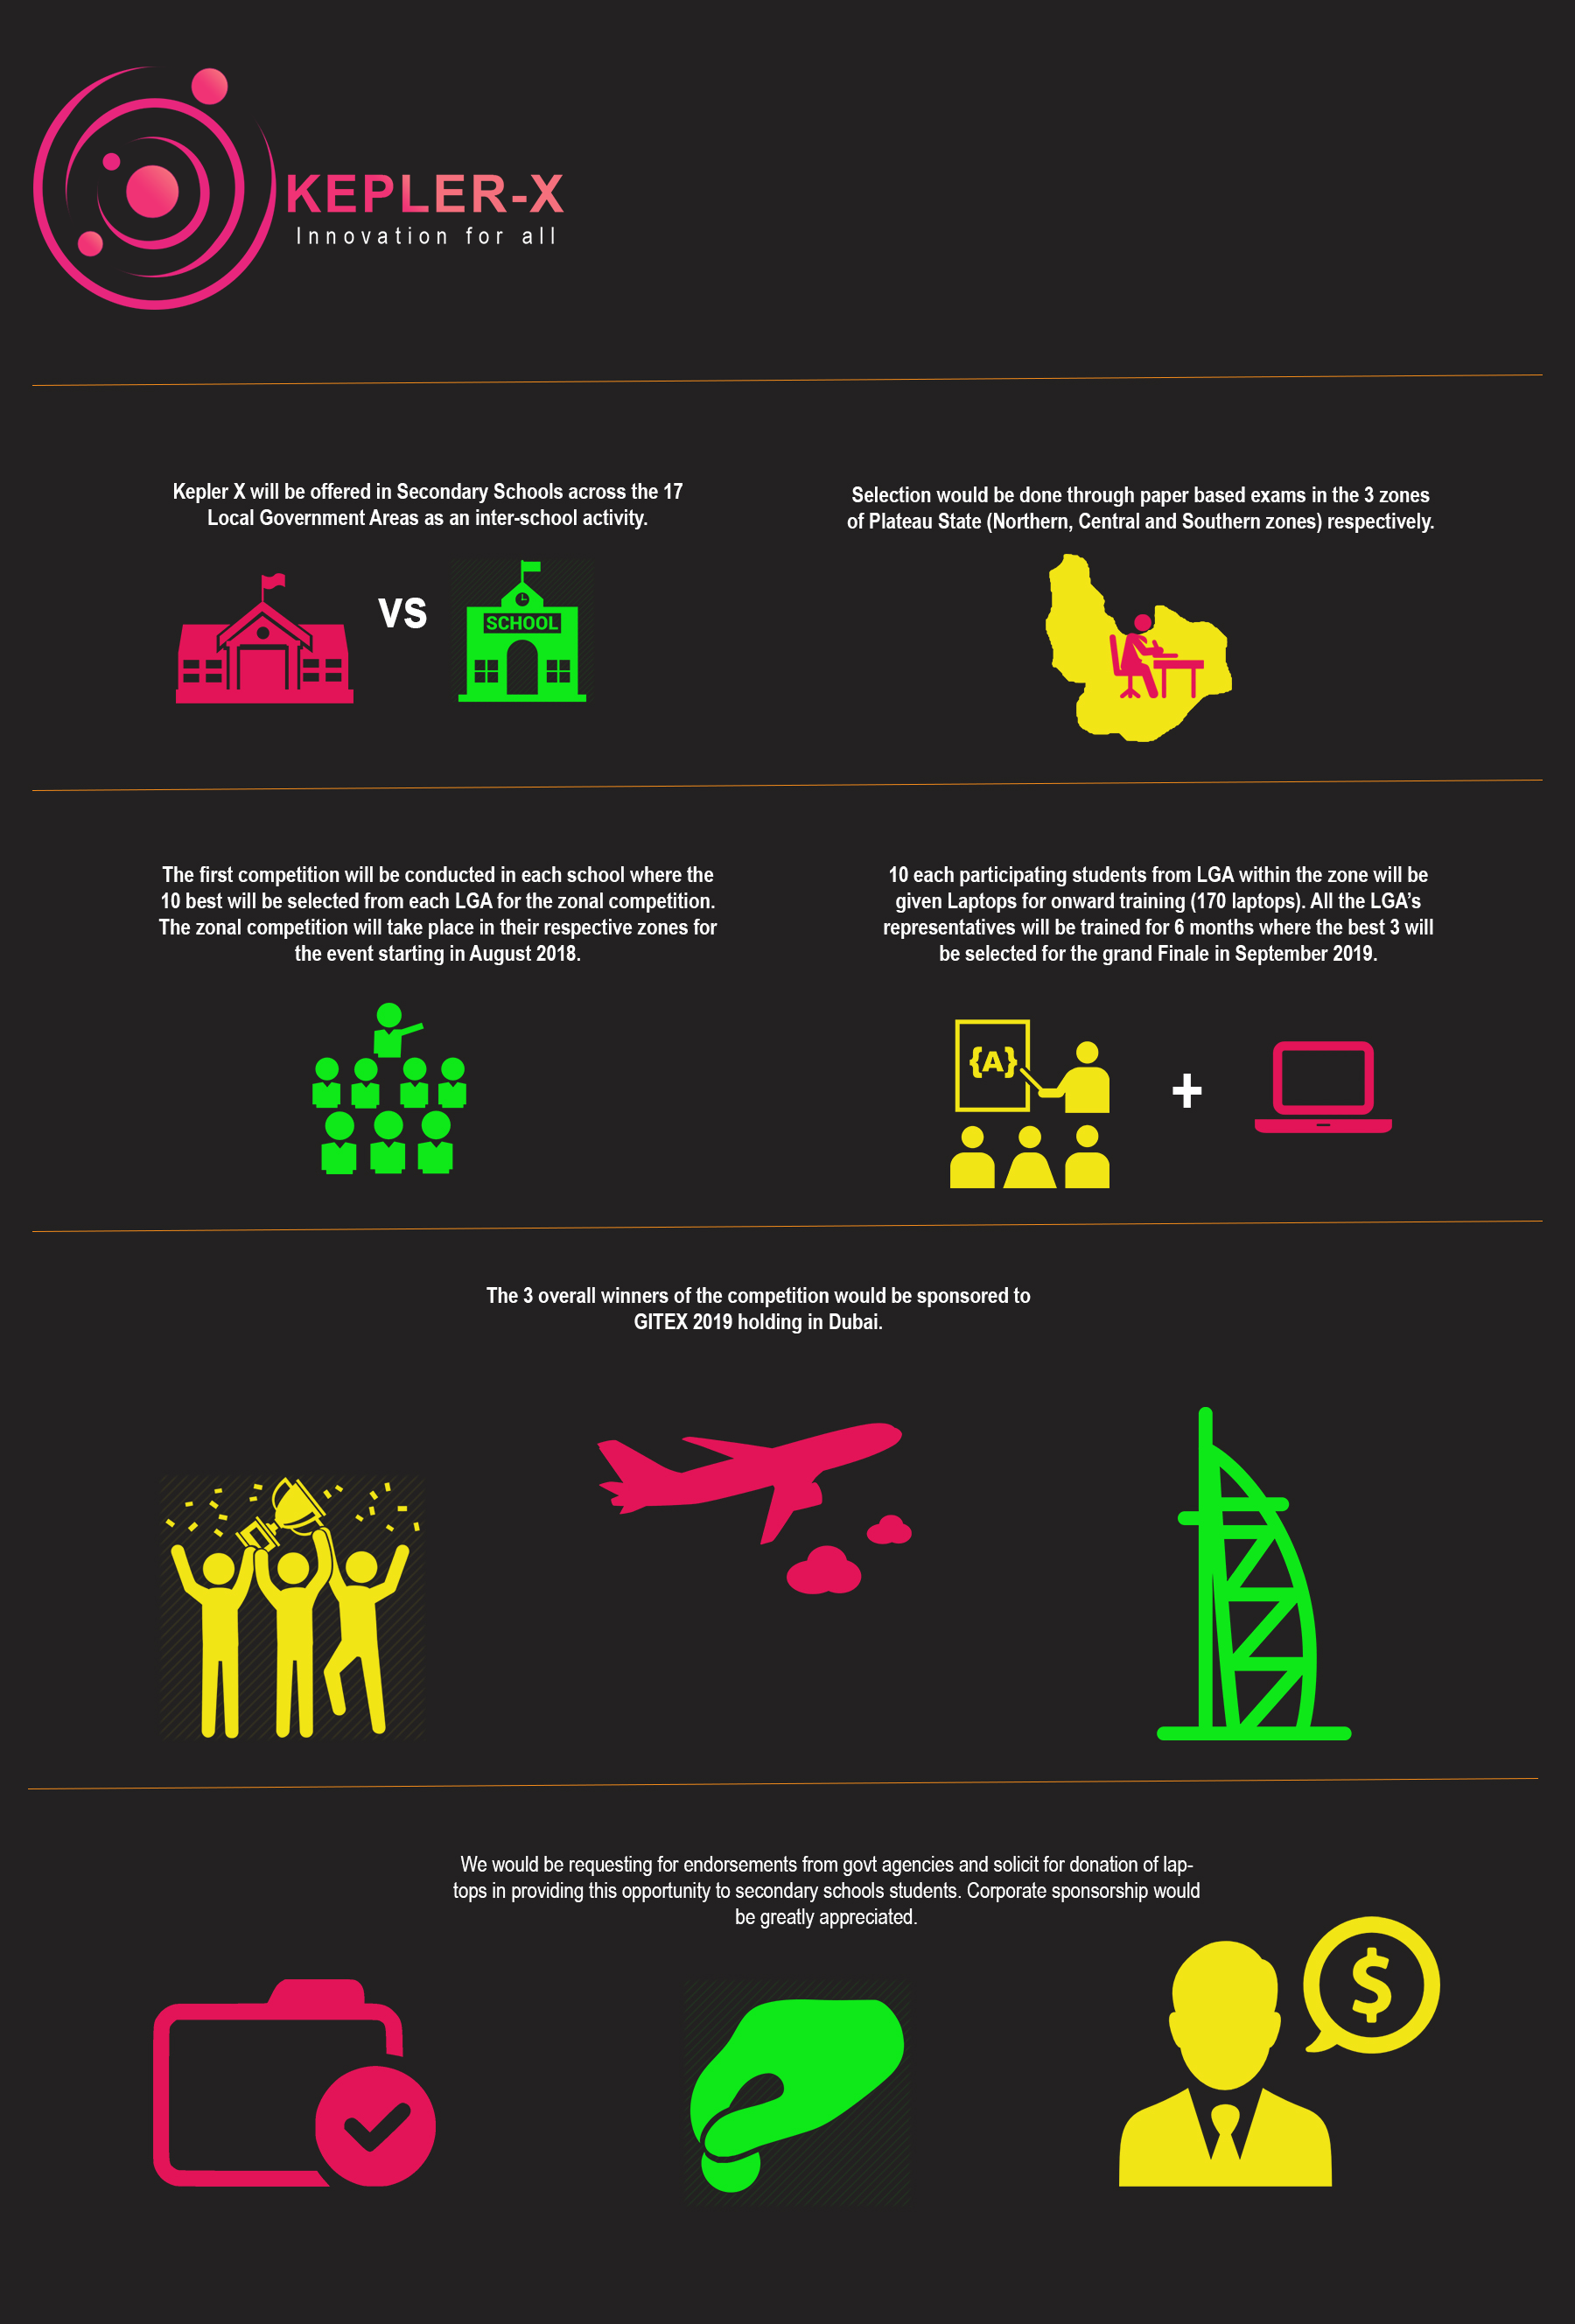 KEPLER-X
Innovation for all
Kepler X will be offered in Secondary Schools across the 17
Local Government Areas as an inter-school activity.
VS
SCHOOL
Selection would be done through paper based exams in the 3 zones
of Plateau State (Northern, Central and Southern zones) respectively.
The first competition will be conducted in each school where the
10 best will be selected from each LGA for the zonal competition.
The zonal competition will take place in their respective zones for
the event starting in August 2018.
10 each participating students from LGA within the zone will be
given Laptops for onward training (170 laptops). All the LGA's
representatives will be trained for 6 months where the best 3 will
be selected for the grand Finale in September 2019.
{A}
+
The 3 overall winners of the competition would be sponsored to
GITEX 2019 holding in Dubai.
We would be requesting for endorsements from govt agencies and solicit for donation of lap-
tops in providing this opportunity to secondary schools students. Corporate sponsorship would
be greatly appreciated.
$